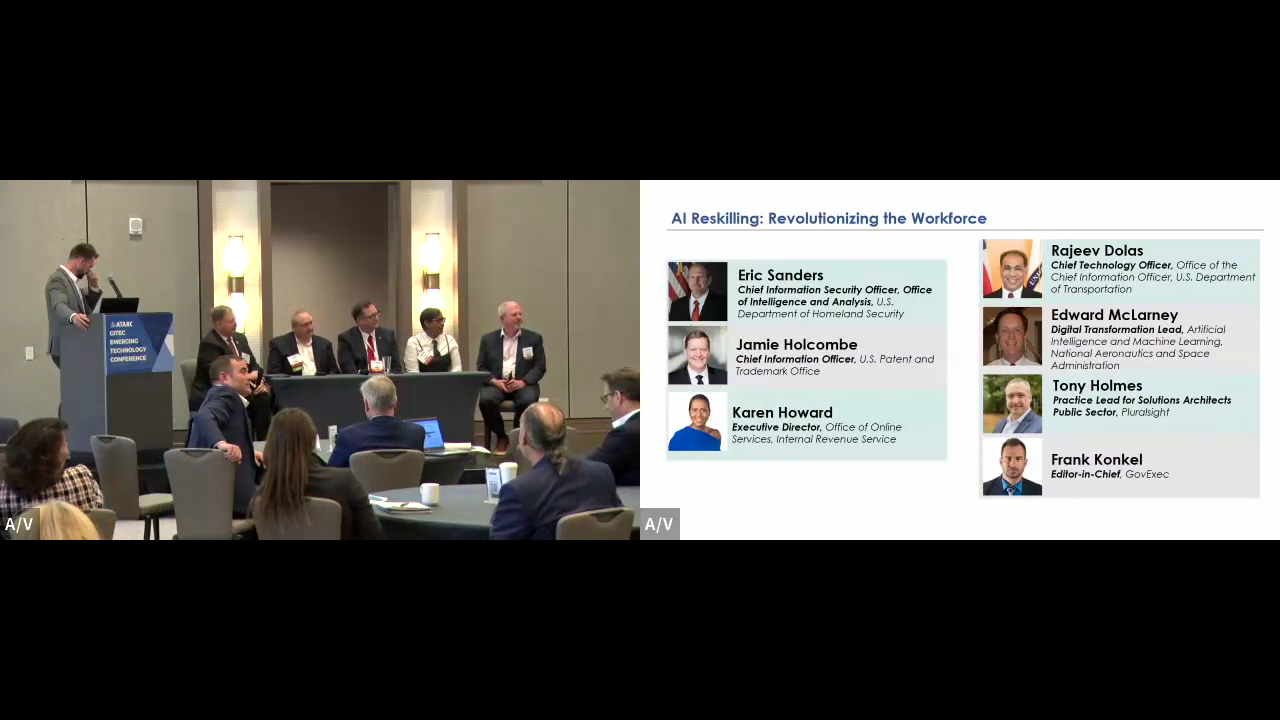 ATARC
GITEC
EMERGING
TECHNOLOGY
CONFERENCE
A/V
AI Reskilling: Revolutionizing the Workforce
Eric Sanders
Chief Information Security Officer, Office
of Intelligence and Analysis, U.S.
Department of Homeland Security
Jamie Holcombe
Chief Information Officer, U.S. Patent and
Trademark Office
Karen Howard
Executive Director, Office of Online
Services, Internal Revenue Service
Rajeev Dolas
Chief Technology Officer, Office of the
Chief Information Officer, U.S. Department
of Transportation
Edward McLarney
Digital Transformation Lead, Artificial
Intelligence and Machine Learning,
National Aeronautics and Space
Administration
Tony Holmes
Practice Lead for Solutions Architects
Public Sector, Pluralsight
Frank Konkel
Editor-in-Chief, GovExec
A/V